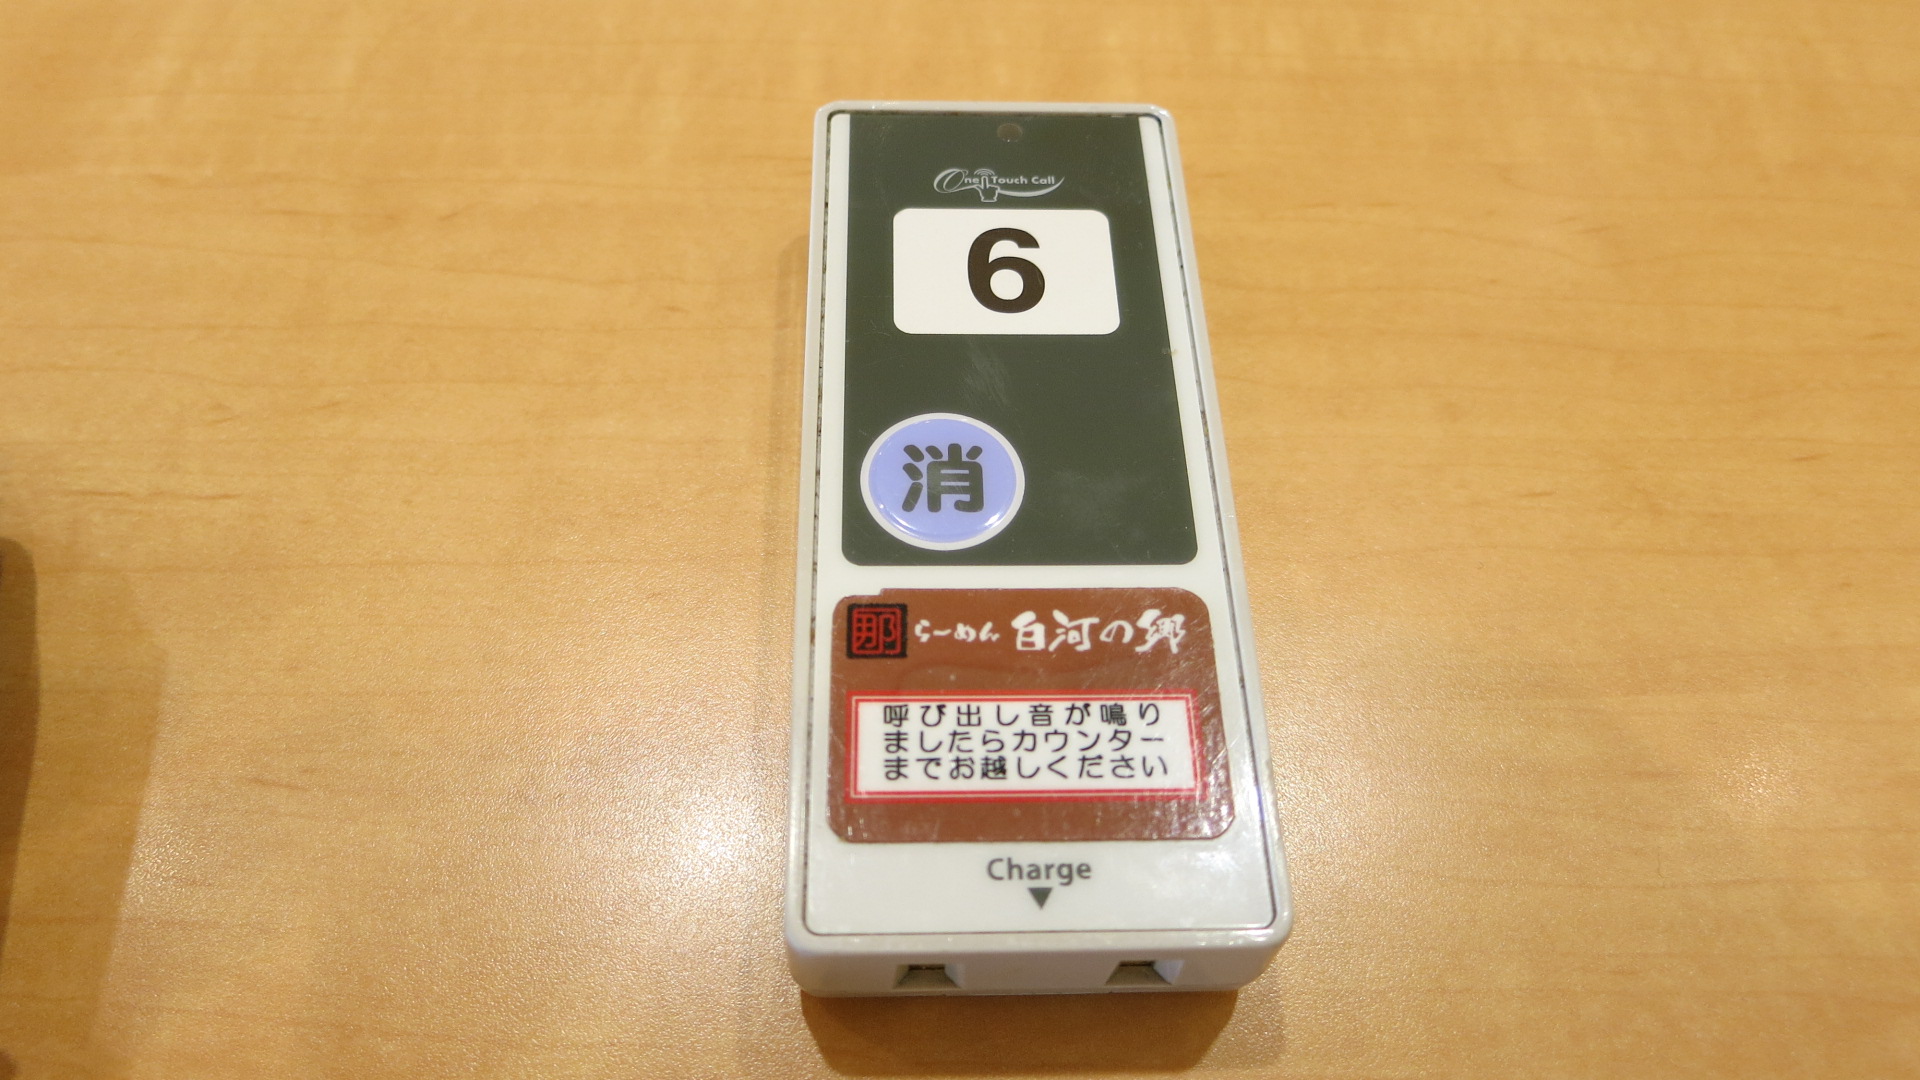 One Touch Call
6
消
那 らーめん 白河の郷
呼び出し音が鳴り
ましたらカウンター
までお越しください
Charge